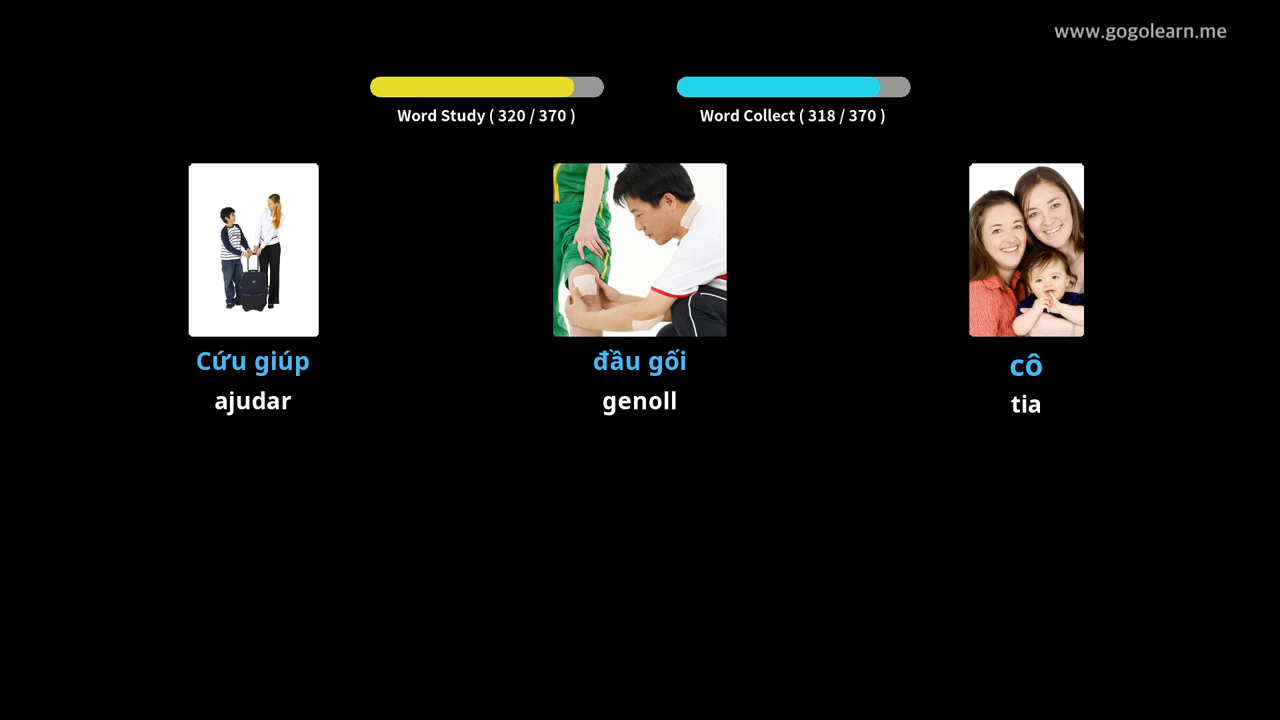 www.gogolearn.me
Word Study ( 320 / 370 )
Word Collect ( 318 / 370 )
Cứu giúp
ajudar
đầu gối
genoll
cô
tia